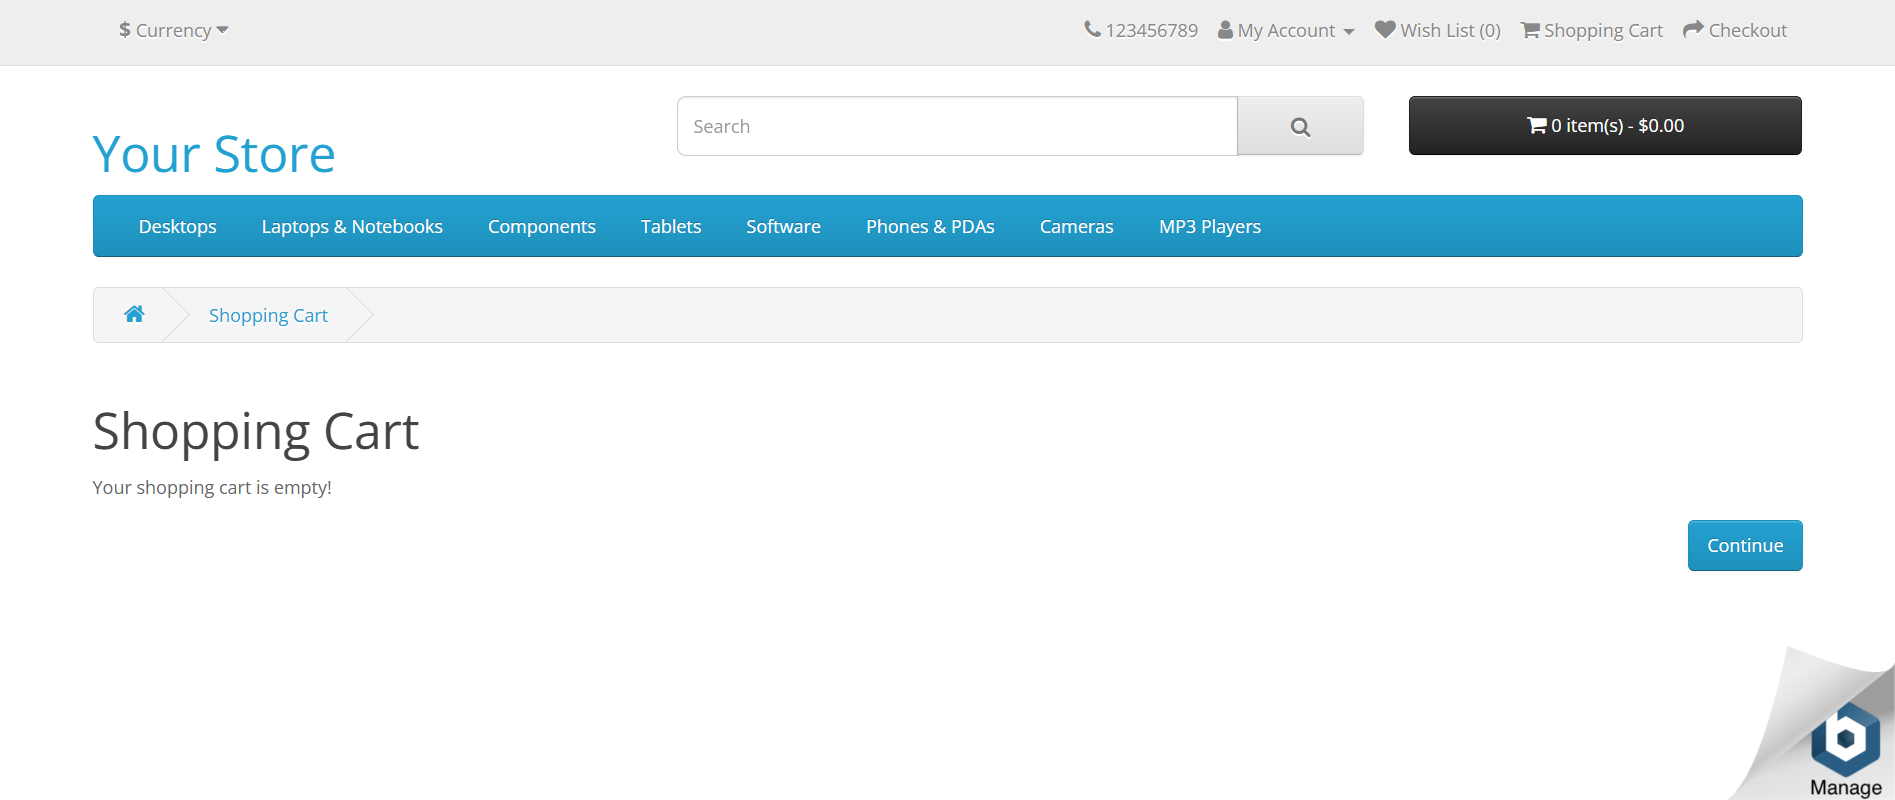 $ Currency
123456789 My Account Wish List (0) Shopping Cart Checkout
Search
0 item(s) - $0.00
Your Store
Desktops Laptops & Notebooks Components Tablets Software Phones & PDAs Cameras MP3 Players
Shopping Cart
Shopping Cart
Your shopping cart is empty!
Continue
Manage